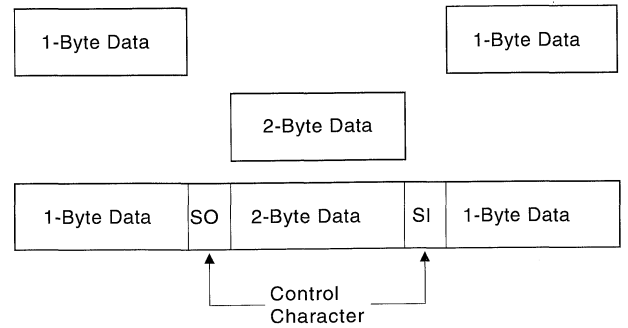 1-Byte Data
1-Byte Data
2-Byte Data
1-Byte Data SO 2-Byte Data SI 1-Byte Data
Control
Character